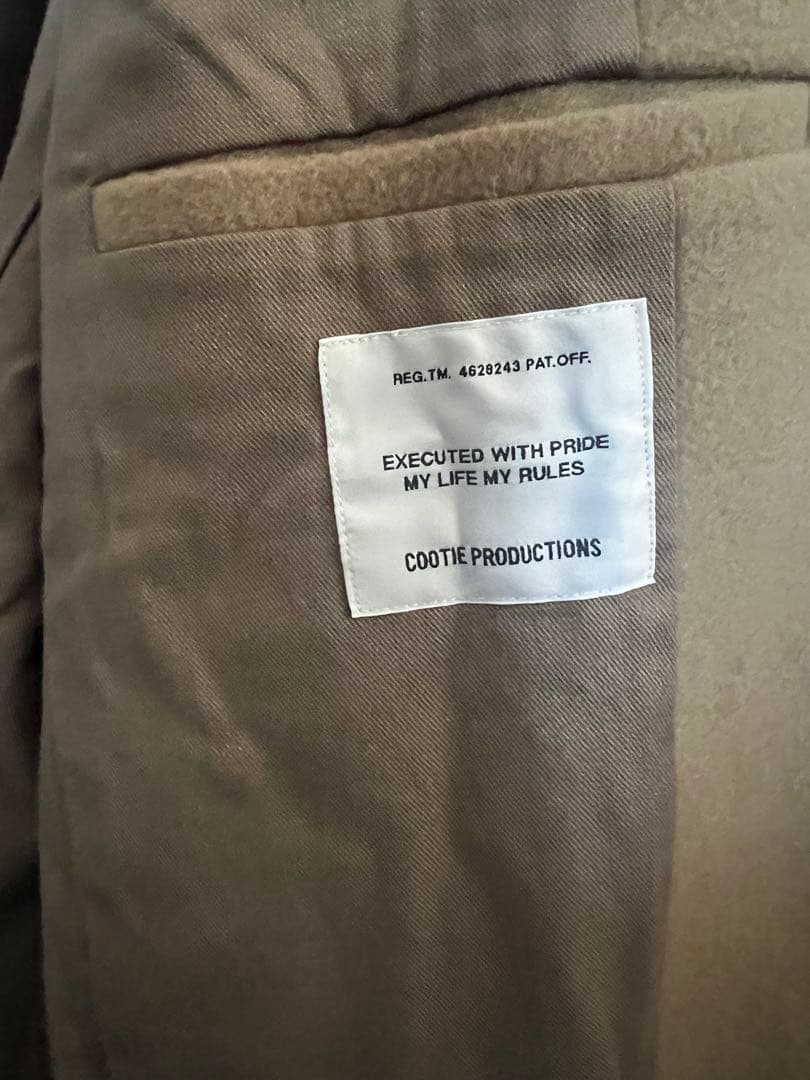 REG.TM. 4628243 PAT.OFF.
EXECUTED WITH PRIDE
MY LIFE MY RULES
COOTIE PRODUCTIONS